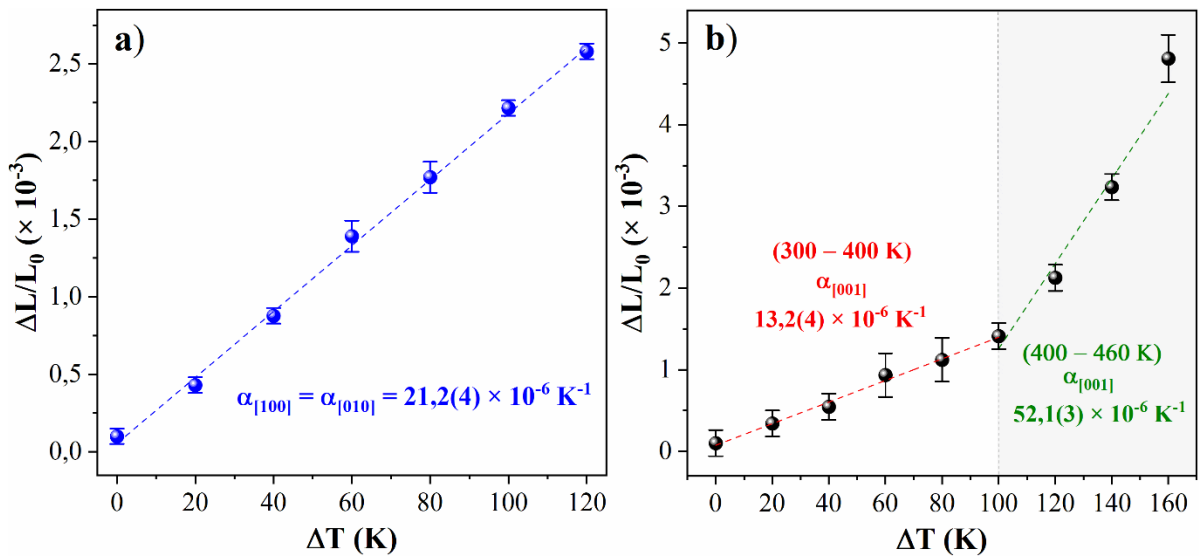 a)
ΔL/L₀ (× 10⁻³)
2,5
2,0
1,5
1,0
0,5
0,0
α[100] = α[010] = 21,2(4) × 10⁻⁶ K⁻¹
0 20 40 60 80 100 120
ΔT (K)
b)
ΔL/L₀ (× 10⁻³)
5
4
3
2
1
0
(300 – 400 K)
α[001]
13,2(4) × 10⁻⁶ K⁻¹
(400 – 460 K)
α[001]
52,1(3) × 10⁻⁶ K⁻¹
0 20 40 60 80 100 120 140 160
ΔT (K)